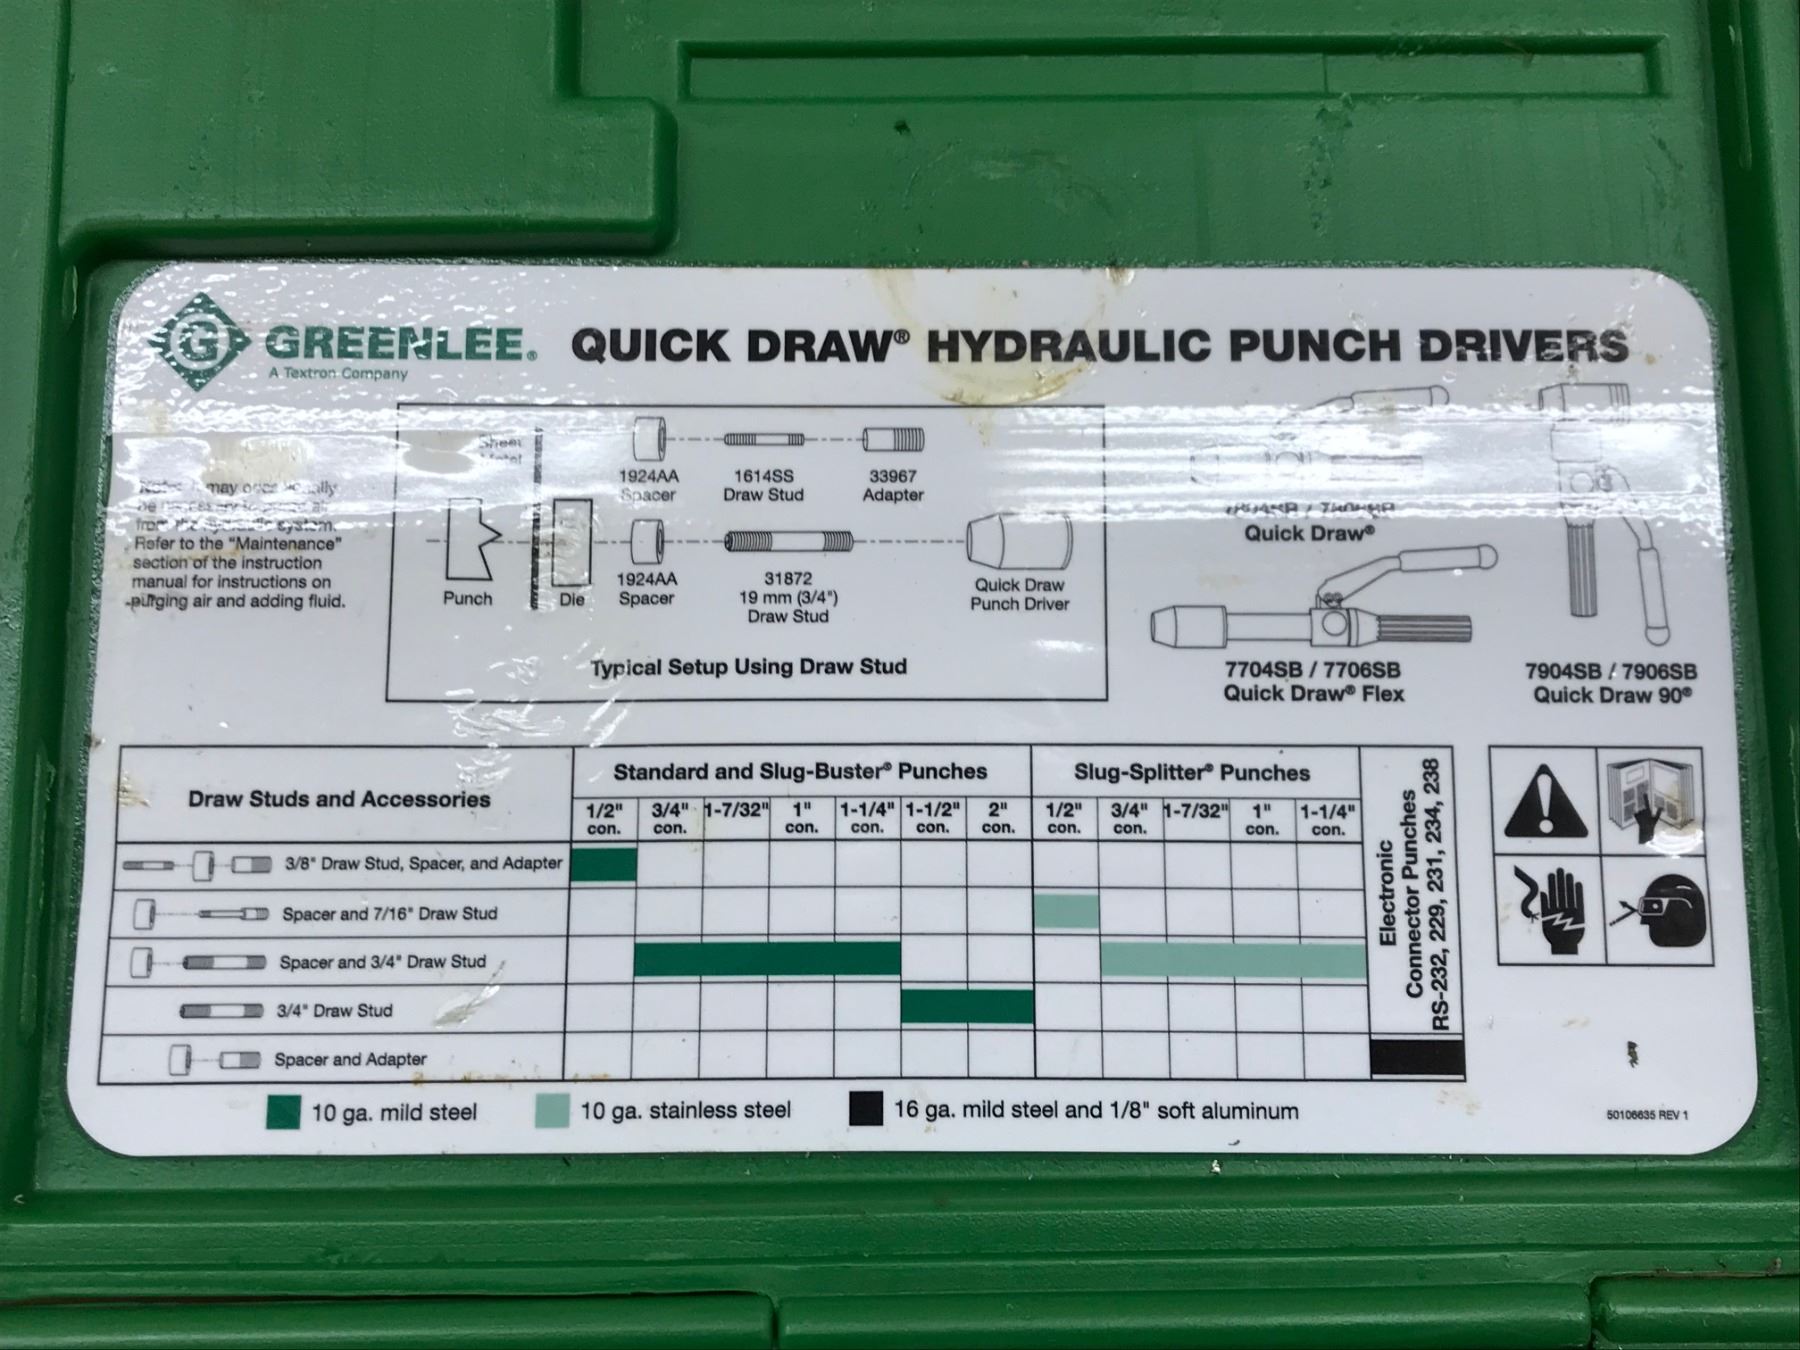 GREENLEE®
A Textron Company
QUICK DRAW® HYDRAULIC PUNCH DRIVERS
may
from the hydraulic system.
Refer to the "Maintenance"
section of the instruction
manual for instructions on
purging air and adding fluid.
Sheet
Metal
1924AA
Spacer
1614SS
Draw Stud
33967
Adapter
Punch
Die
1924AA
Spacer
31872
19 mm (3/4")
Draw Stud
Quick Draw
Punch Driver
Typical Setup Using Draw Stud
Quick Draw®
7704SB / 7706SB
Quick Draw® Flex
7904SB / 7906SB
Quick Draw 90®
Draw Studs and Accessories
Standard and Slug-Buster® Punches
Slug-Splitter® Punches
1/2" con.
3/4" con.
1-7/32"
1" con.
1-1/4" con.
1-1/2" con.
2" con.
1/2" con.
3/4" con.
1-7/32"
1" con.
1-1/4" con.
Electronic
Connector Punches
RS-232, 229, 231, 234, 238
3/8" Draw Stud, Spacer, and Adapter
Spacer and 7/16" Draw Stud
Spacer and 3/4" Draw Stud
3/4" Draw Stud
Spacer and Adapter
10 ga. mild steel
10 ga. stainless steel
16 ga. mild steel and 1/8" soft aluminum
50106635 REV 1